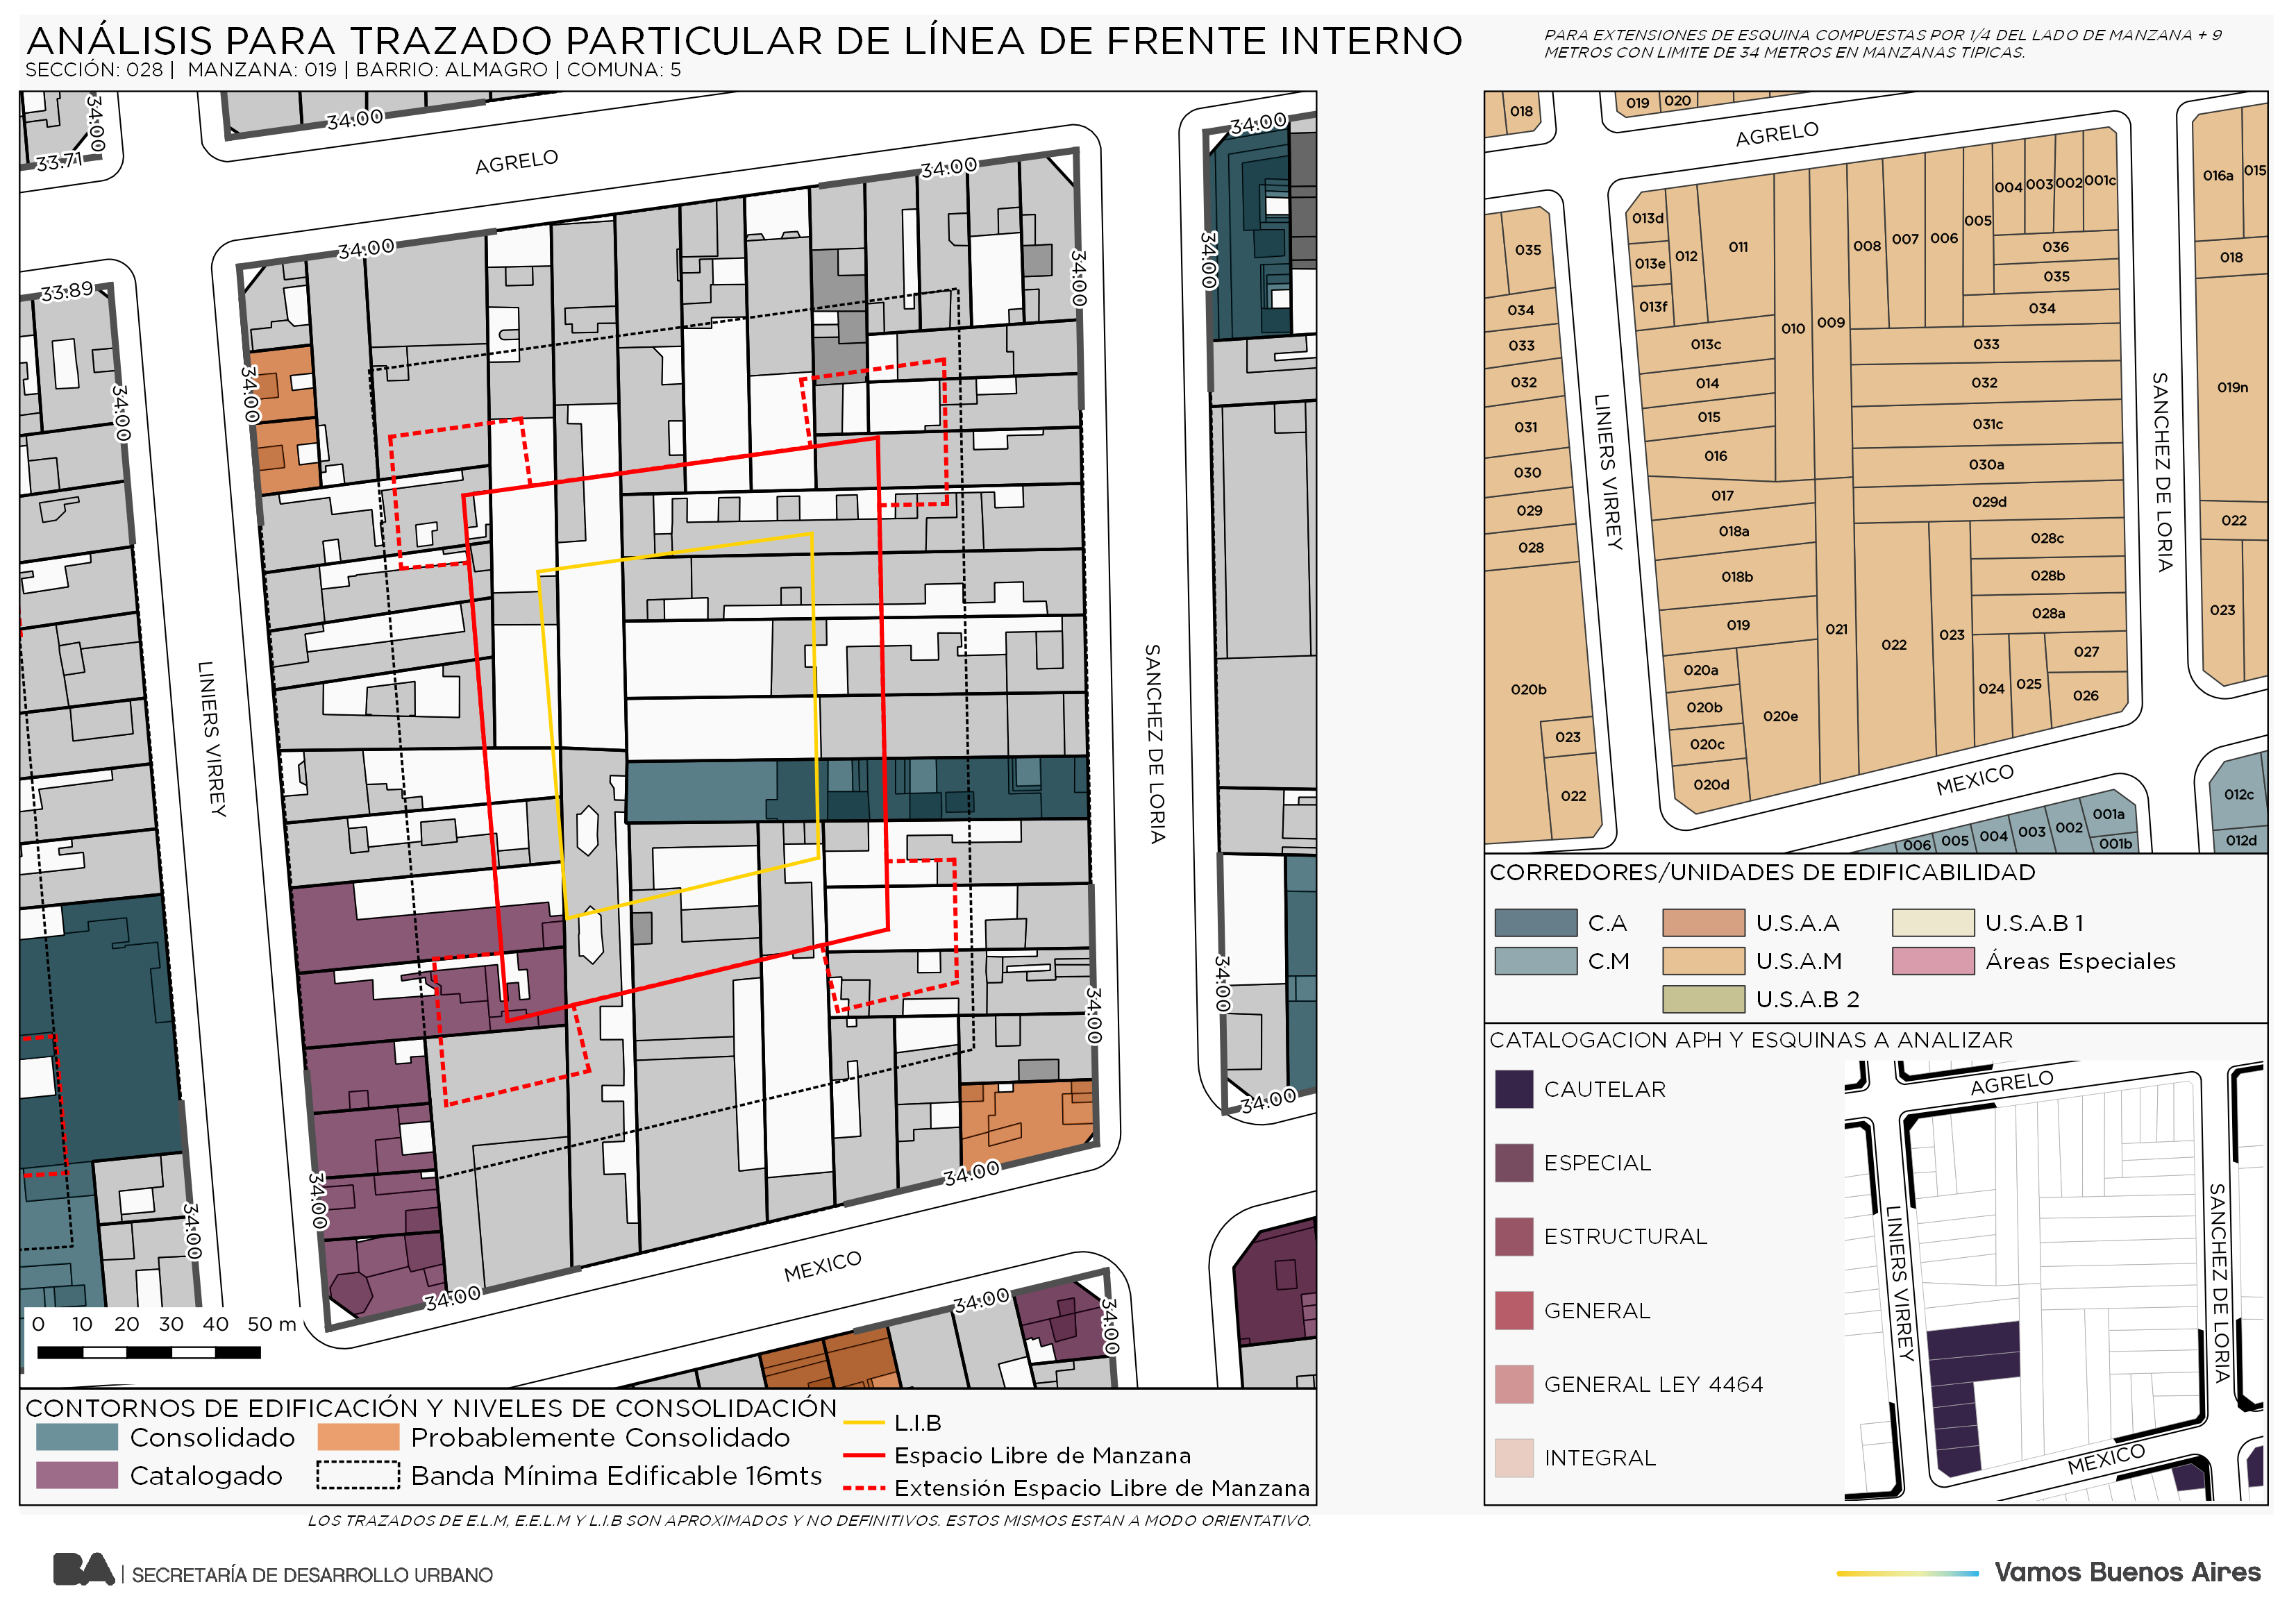 ANÁLISIS PARA TRAZADO PARTICULAR DE LÍNEA DE FRENTE INTERNO
SECCIÓN: 028 | MANZANA: 019 | BARRIO: ALMAGRO | COMUNA: 5
PARA EXTENSIONES DE ESQUINA COMPUESTAS POR 1/4 DEL LADO DE MANZANA + 9
METROS CON LIMITE DE 34 METROS EN MANZANAS TIPICAS.
34.00
33.71
34.00
AGRELO
34.00
34.00
34.00
34.00
34.00
33.89
34.00
34.00
LINIERS VIRREY
SANCHEZ DE LORIA
34.00
34.00
34.00
34.00
34.00
34.00
34.00
MEXICO
34.00
34.00
0 10 20 30 40 50 m
CONTORNOS DE EDIFICACIÓN Y NIVELES DE CONSOLIDACIÓN
Consolidado
Probablemente Consolidado
Catalogado
Banda Mínima Edificable 16mts
L.I.B
Espacio Libre de Manzana
Extensión Espacio Libre de Manzana
LOS TRAZADOS DE E.L.M, E.E.L.M Y L.I.B SON APROXIMADOS Y NO DEFINITIVOS. ESTOS MISMOS ESTAN A MODO ORIENTATIVO.
018
019 020
AGRELO
016a 015
004 003 002 001c
013d
005
035
012 011
008 007 006
036
018
013e
035
013f
034
034
010 009
033
013c
033
032
014
032
019n
015
031
031c
016
030
030a
017
029
029d
022
018a
028
028c
LINIERS VIRREY
SANCHEZ DE LORIA
018b
028b
019
028a
023
021
022
023
027
020a
020b
024 025
026
020b
020e
023
020c
022
020d
MEXICO
012c
001a
006 005 004 003 002
001b
012d
CORREDORES/UNIDADES DE EDIFICABILIDAD
C.A
U.S.A.A
U.S.A.B 1
C.M
U.S.A.M
Áreas Especiales
U.S.A.B 2
CATALOGACION APH Y ESQUINAS A ANALIZAR
CAUTELAR
ESPECIAL
ESTRUCTURAL
GENERAL
GENERAL LEY 4464
INTEGRAL
AGRELO
LINIERS VIRREY
SANCHEZ DE LORIA
MEXICO
BA | SECRETARÍA DE DESARROLLO URBANO
Vamos Buenos Aires